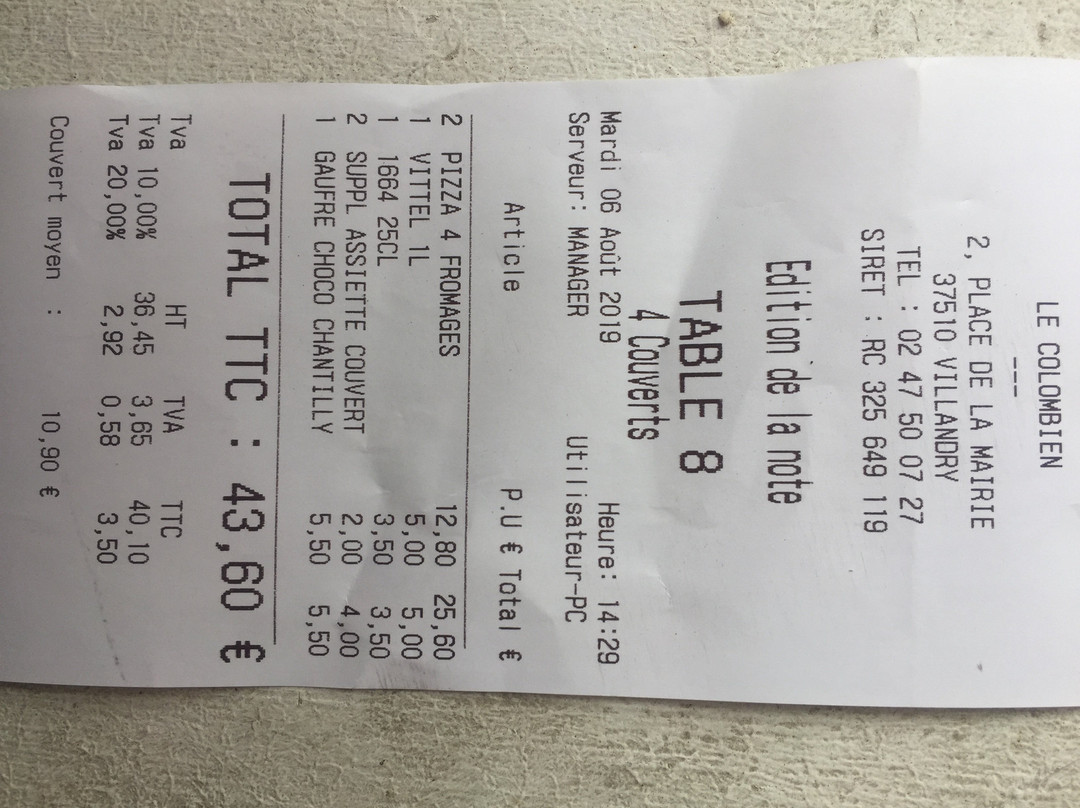 LE COLOMBIEN
---
2, PLACE DE LA MAIRIE
37510 VILLANDRY
TEL : 02 47 50 07 27
SIRET : RC 325 649 119
Edition de la note
TABLE 8
4 Couverts
Mardi 06 Août 2019 Heure: 14:29
Serveur: MANAGER Utilisateur-PC
Article P.U € Total €
2 PIZZA 4 FROMAGES 12,80 25,60
1 VITTEL 1L 5,00 5,00
1 1664 25CL 3,50 3,50
2 SUPPL ASSIETTE COUVERT 2,00 4,00
1 GAUFRE CHOCO CHANTILLY 5,50 5,50
TOTAL TTC : 43,60 €
Tva HT TVA TTC
Tva 10,00% 36,45 3,65 40,10
Tva 20,00% 2,92 0,58 3,50
Couvert moyen : 10,90 €